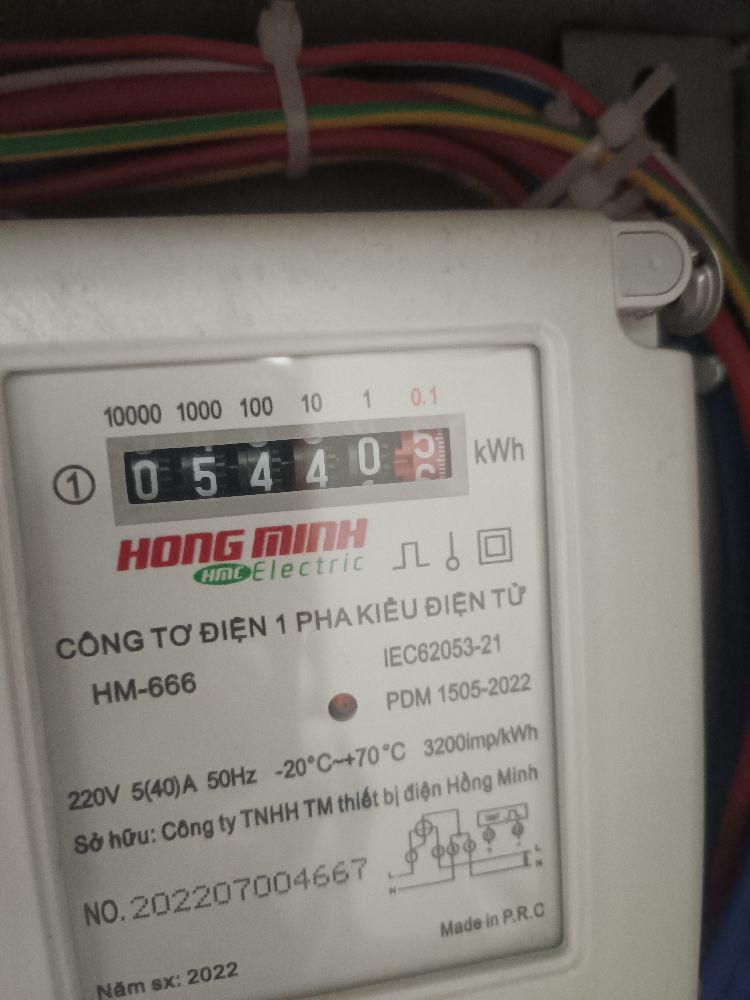 10000 1000 100 10 1 0.1
1 0 5 4 4 0 5 kWh
HONG MINH
HMC Electric
CÔNG TƠ ĐIỆN 1 PHA KIỂU ĐIỆN TỬ
HM-666 IEC62053-21
PDM 1505-2022
220V 5(40)A 50Hz -20°C~+70°C 3200imp/kWh
Sở hữu: Công ty TNHH TM thiết bị điện Hồng Minh
NO. 202207004667
L N L N
Made in P.R.C
Năm sx: 2022